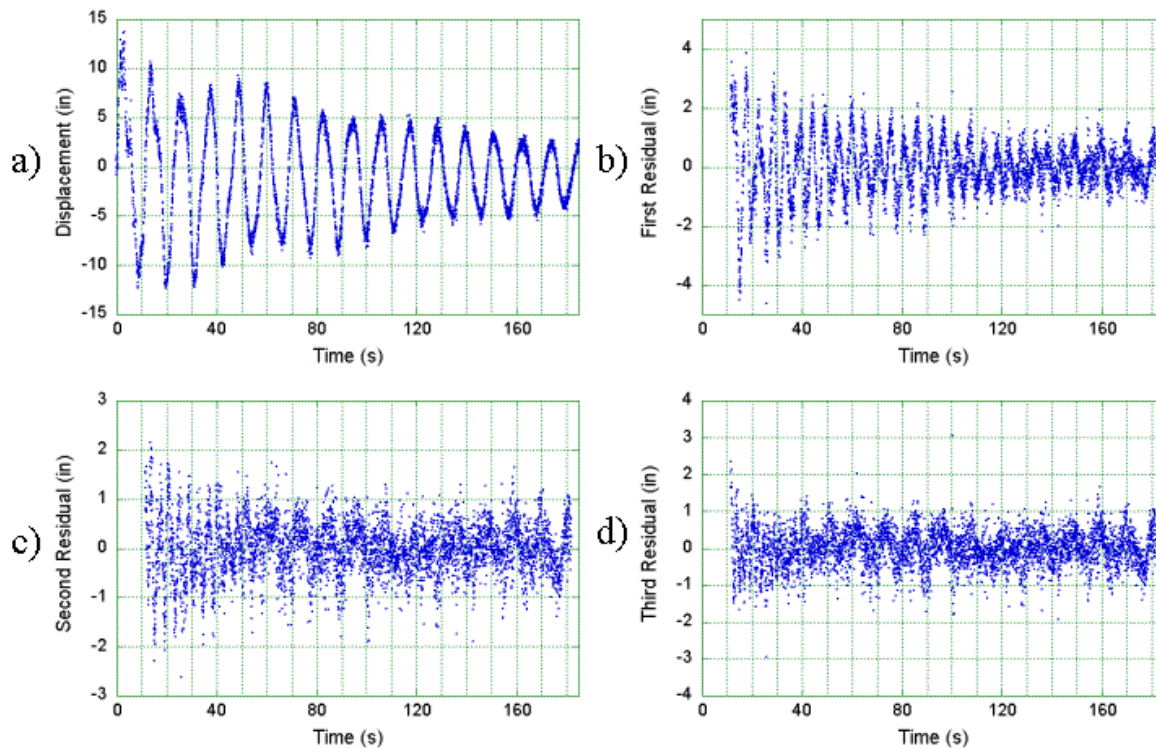 a)
Displacement (in)
15
10
5
0
-5
-10
-15
0 40 80 120 160
Time (s)
b)
First Residual (in)
4
2
0
-2
-4
0 40 80 120 160
Time (s)
c)
Second Residual (in)
3
2
1
0
-1
-2
-3
0 40 80 120 160
Time (s)
d)
Third Residual (in)
4
3
2
1
0
-1
-2
-3
-4
0 40 80 120 160
Time (s)